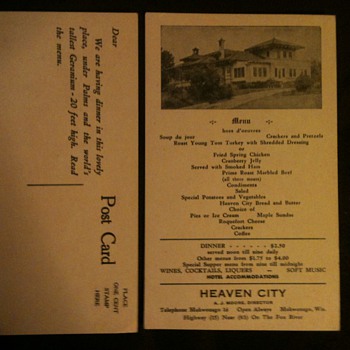 Dear
We are having dinner in this lovely
place, under Palms and the world's
tallest Geranium - 20 feet high. Read
the menu.
Post Card
PLACE
ONE CENT
STAMP
HERE
Menu
hors d'oeuvres
Soup du jour Crackers and Pretzels
Roast Young Tom Turkey with Shredded Dressing
or
Fried Spring Chicken
Cranberry Jelly
Served with Smoked Ham
Prime Roast Marbled Beef
(all three meats)
Condiments
Salad
Special Potatoes and Vegetables
Heaven City Bread and Butter
Choice of
Pies or Ice Cream Maple Sundae
Roquefort Cheese
Crackers
Coffee
DINNER - - - - - - $2.50
served noon till nine daily
Other menus from $1.75 to $4.00
Special Supper menu from nine till midnight
WINES, COCKTAILS, LIQUERS — SOFT MUSIC
HOTEL ACCOMMODATIONS
HEAVEN CITY
A. J. MOORE, DIRECTOR
Telephone Mukwonago Open Always Mukwonago, Wis.
Highway Near On The Fox River